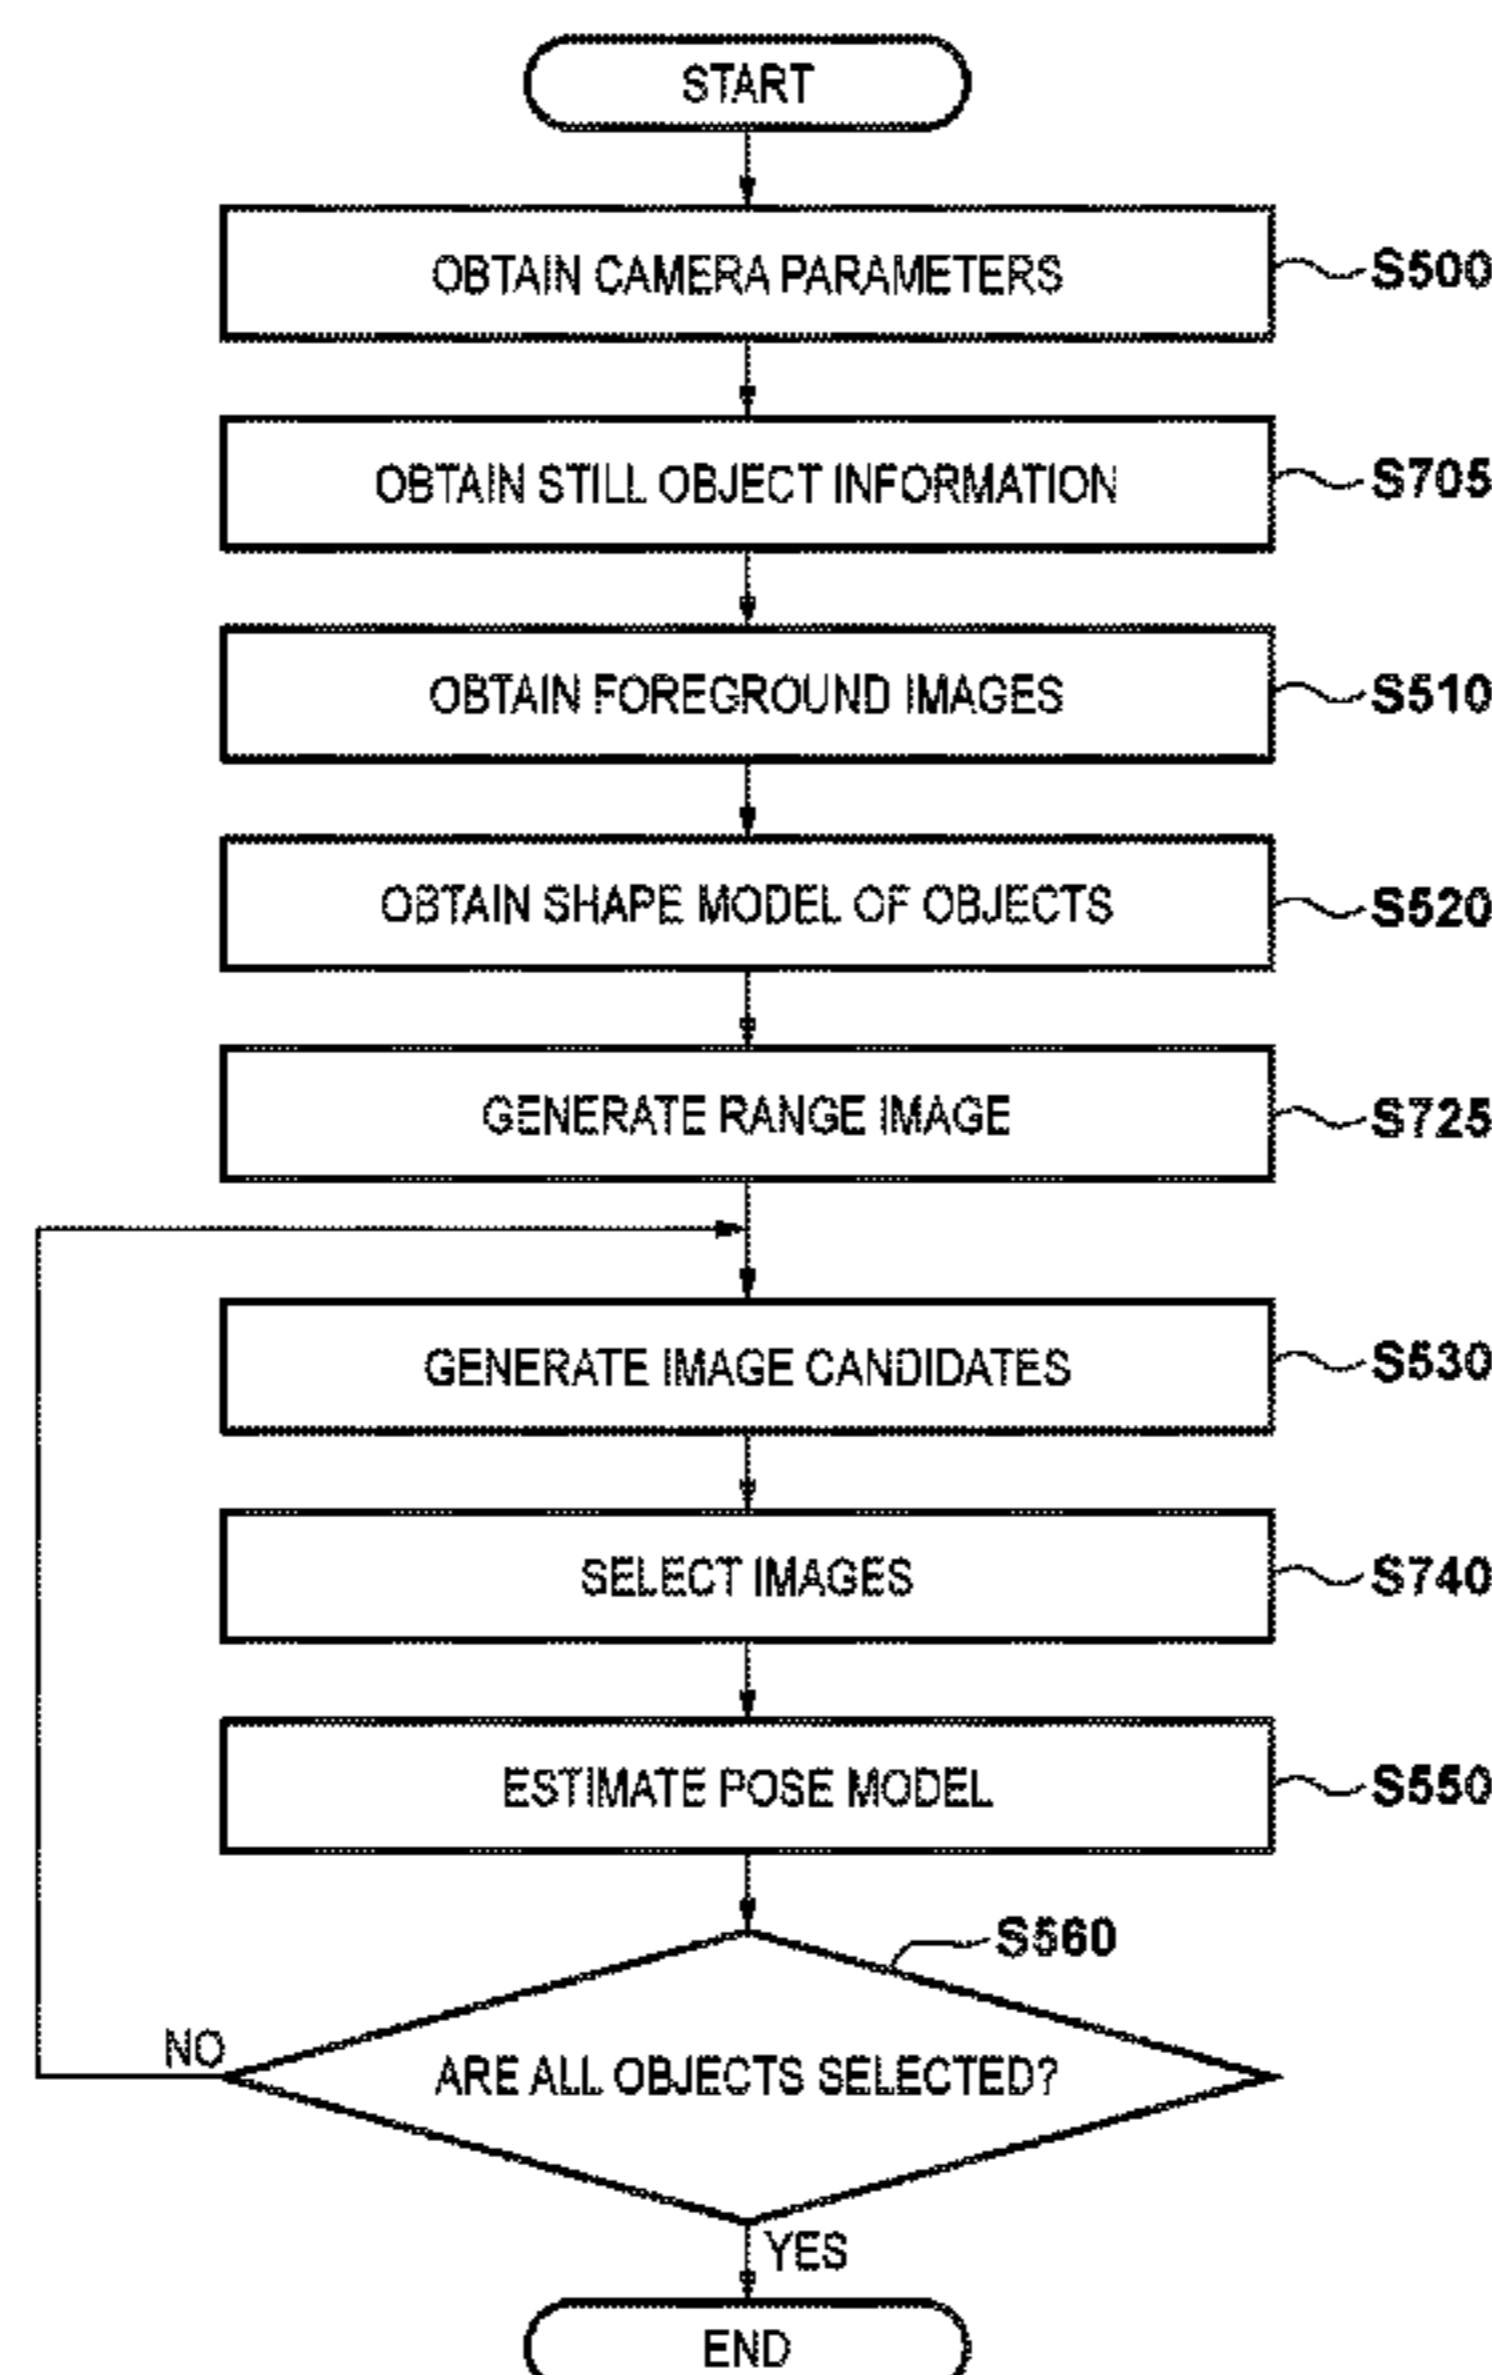 START
OBTAIN CAMERA PARAMETERS
S500
OBTAIN STILL OBJECT INFORMATION
S705
OBTAIN FOREGROUND IMAGES
S510
OBTAIN SHAPE MODEL OF OBJECTS
S520
GENERATE RANGE IMAGE
S725
GENERATE IMAGE CANDIDATES
S530
SELECT IMAGES
S740
ESTIMATE POSE MODEL
S550
S560
NO
ARE ALL OBJECTS SELECTED?
YES
END